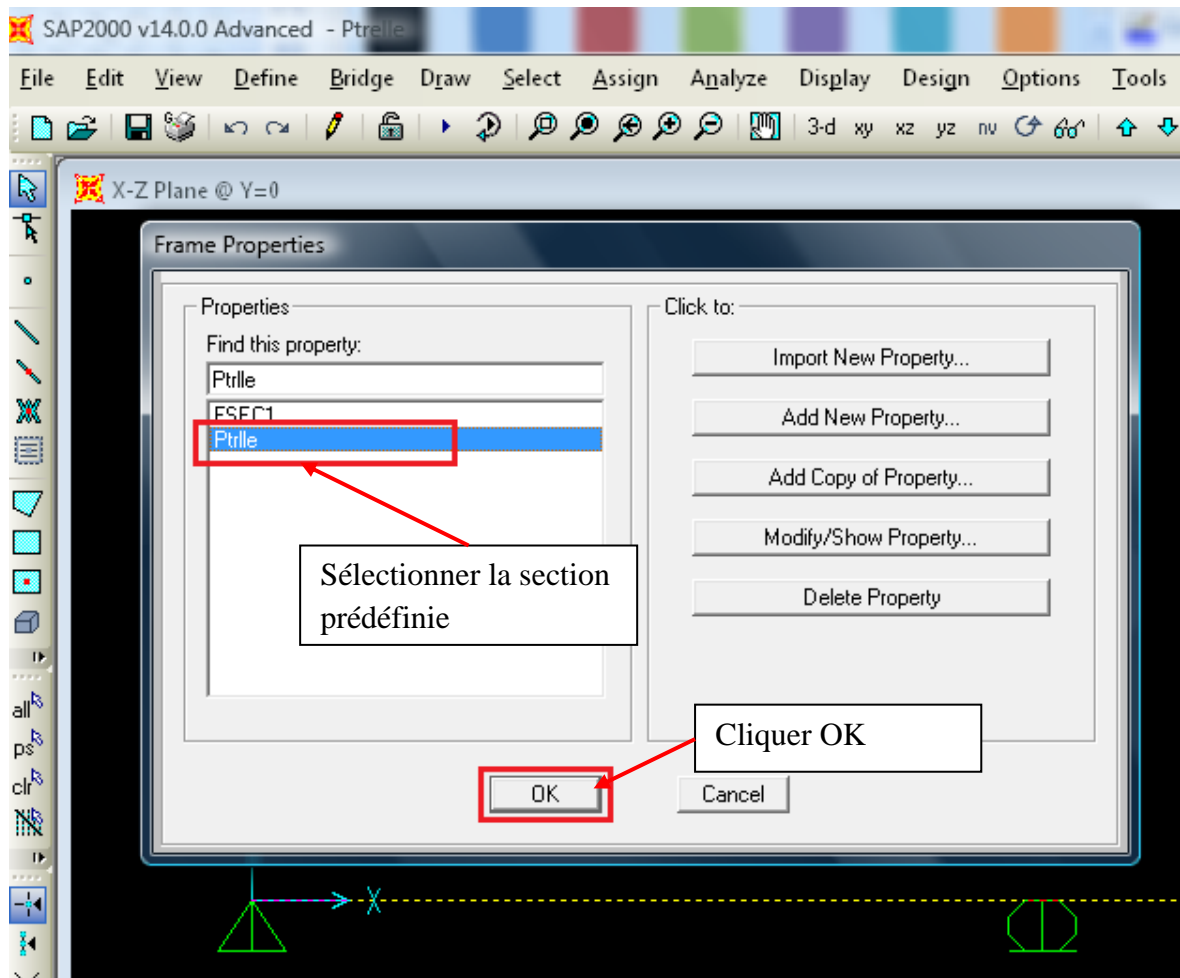 SAP2000 v14.0.0 Advanced - Ptrelle
File Edit View Define Bridge Draw Select Assign Analyze Display Design Options Tools
3-d xy xz yz nv
X-Z Plane @ Y=0
Frame Properties
Properties
Find this property:
Ptrlle
FSEC1
Ptrlle
Click to:
Import New Property...
Add New Property...
Add Copy of Property...
Modify/Show Property...
Delete Property
Sélectionner la section
prédéfinie
Cliquer OK
OK
Cancel
all
ps
clr
X